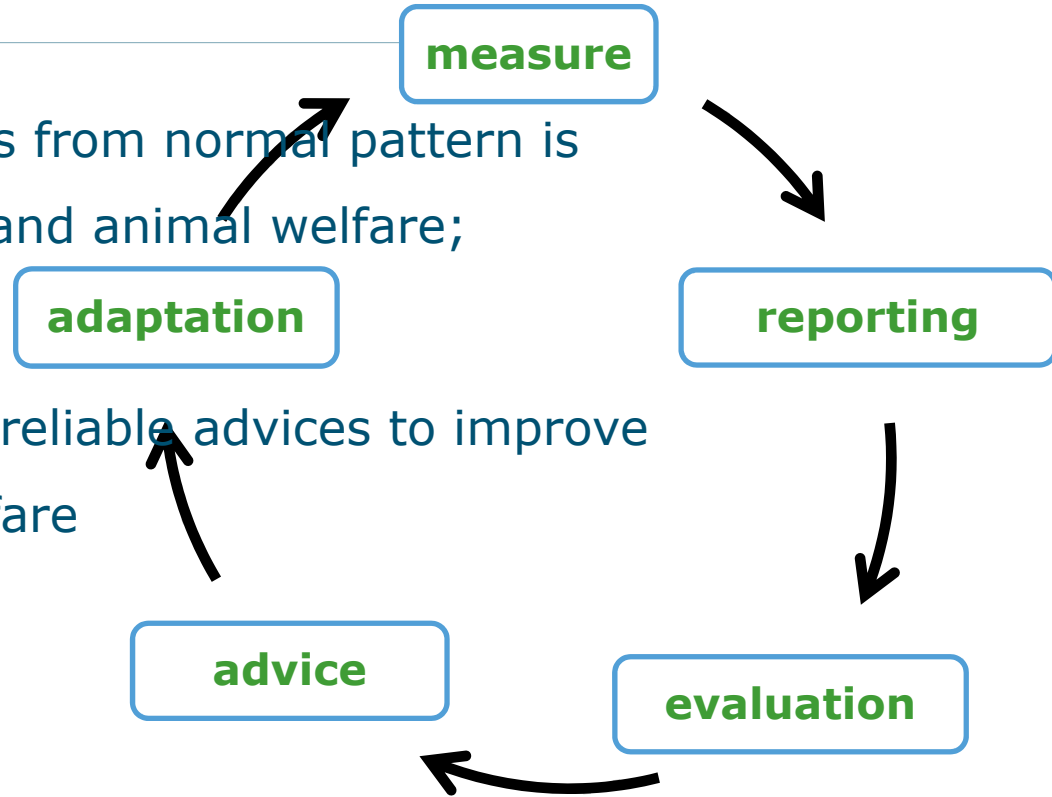 measure
s from normal pattern is
and animal welfare;
adaptation
reporting
reliable advices to improve
fare
advice
evaluation